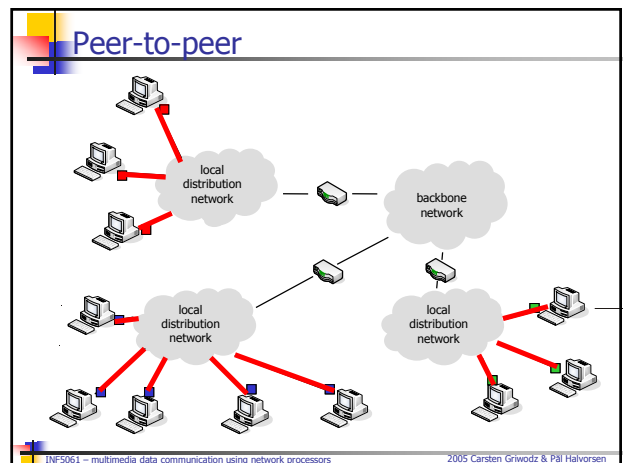 Peer-to-peer
local
distribution
network
backbone
network
local
distribution
network
local
distribution
network
INF5061 – multimedia data communication using network processors
2005 Carsten Griwodz & Pål Halvorsen